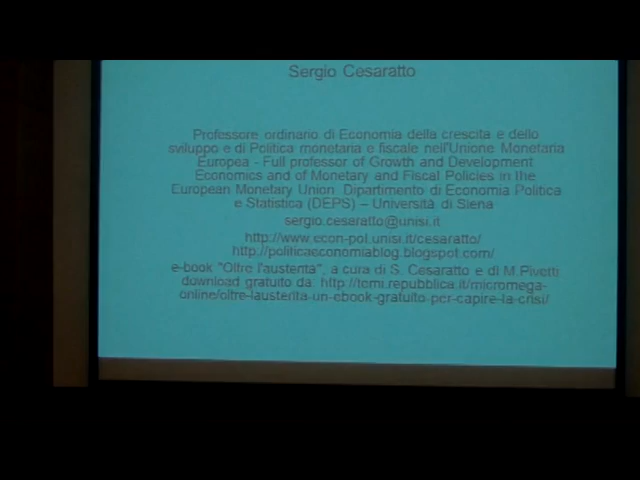 Sergio Cesaratto
Professore ordinario di Economia della crescita e dello
sviluppo e di Politica monetaria e fiscale nell'Unione Monetaria
Europea - Full professor of Growth and Development
Economics and of Monetary and Fiscal Policies in the
European Monetary Union. Dipartimento di Economia Politica
e Statistica (DEPS) – Università di Siena
sergio.cesaratto@unisi.it
http://www.econ-pol.unisi.it/cesaratto/
http://politicaeconomiablog.blogspot.com/
e-book "Oltre l'austerità", a cura di S. Cesaratto e di M.Pivetti
download gratuito da: http://temi.repubblica.it/micromega-
online/oltre-lausterita-un-ebook-gratuito-per-capire-la-crisi/